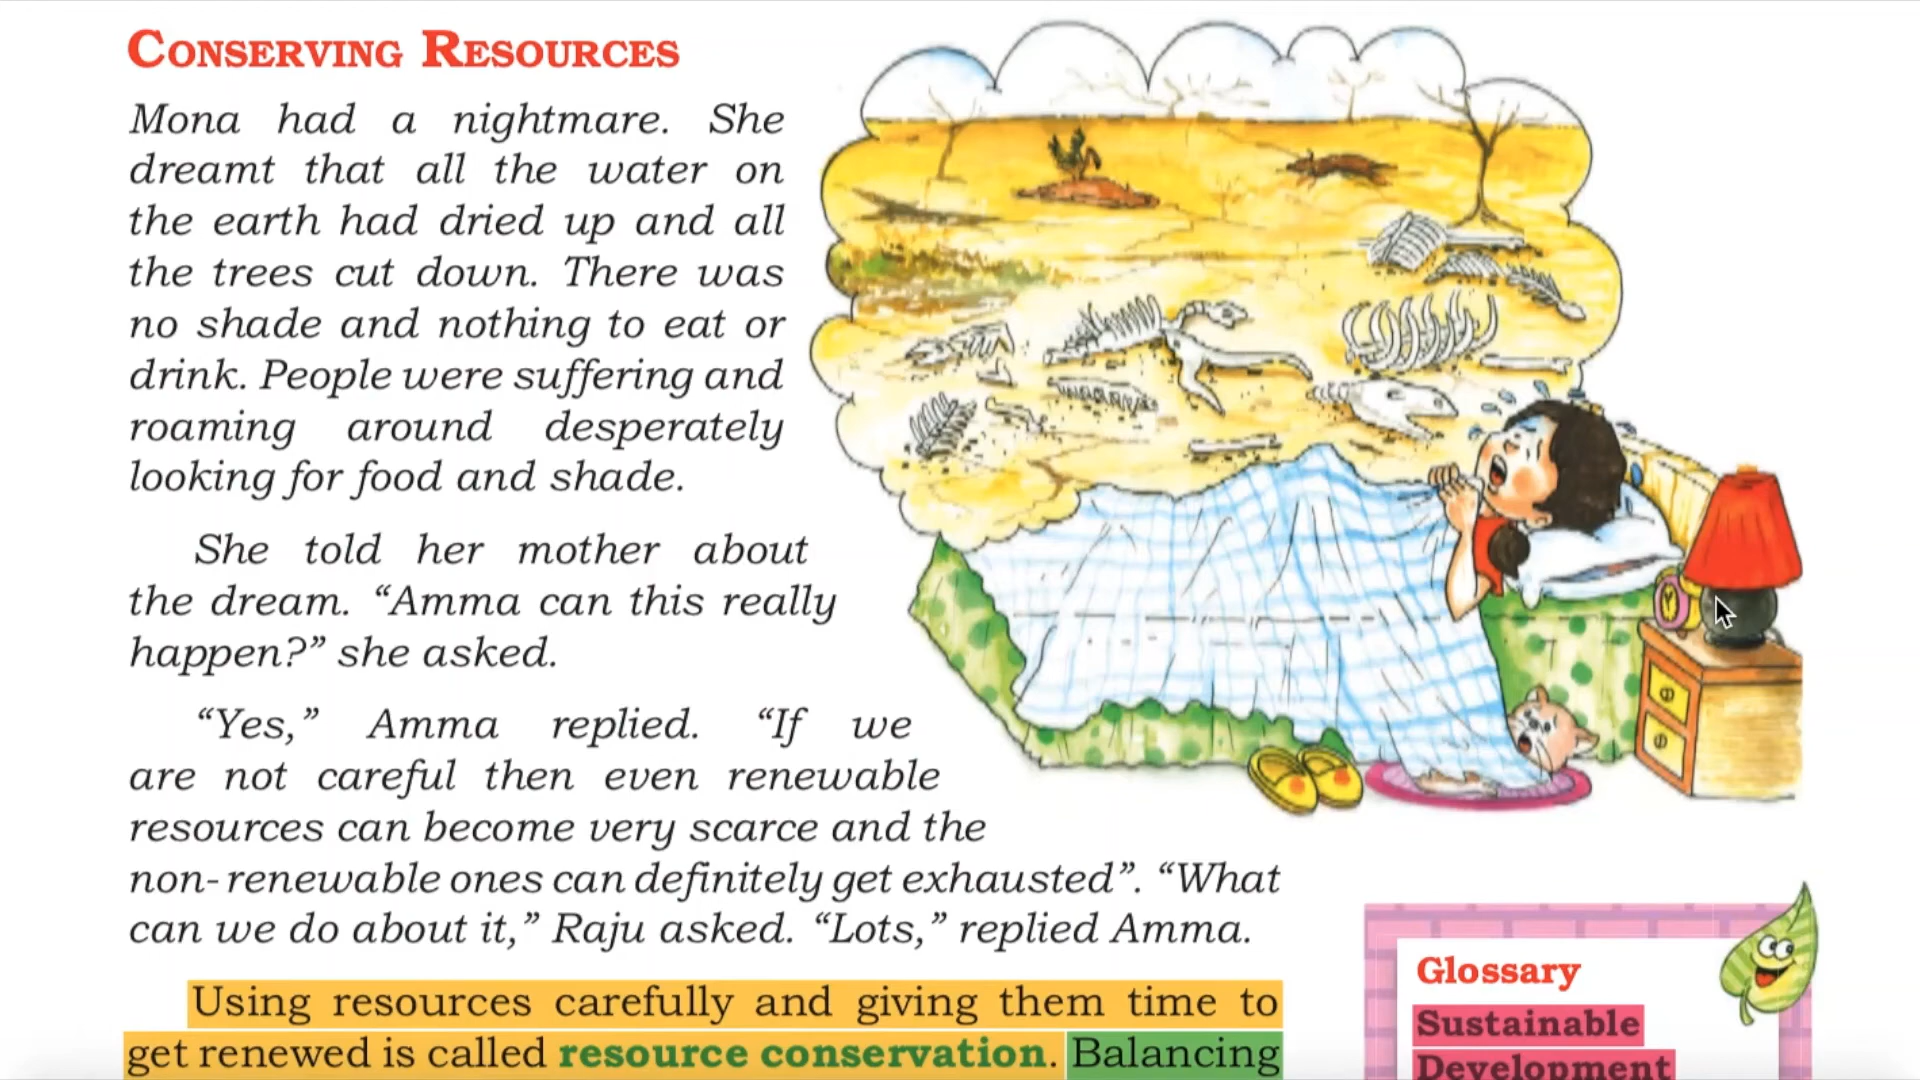 CONSERVING RESOURCES
Mona had a nightmare. She
dreamt that all the water on
the earth had dried up and all
the trees cut down. There was
no shade and nothing to eat or
drink. People were suffering and
roaming around desperately
looking for food and shade.
She told her mother about
the dream. “Amma can this really
happen?” she asked.
“Yes,” Amma replied. “If we
are not careful then even renewable
resources can become very scarce and the
non-renewable ones can definitely get exhausted”. “What
can we do about it,” Raju asked. “Lots,” replied Amma.
Using resources carefully and giving them time to
get renewed is called resource conservation. Balancing
Glossary
Sustainable
Development